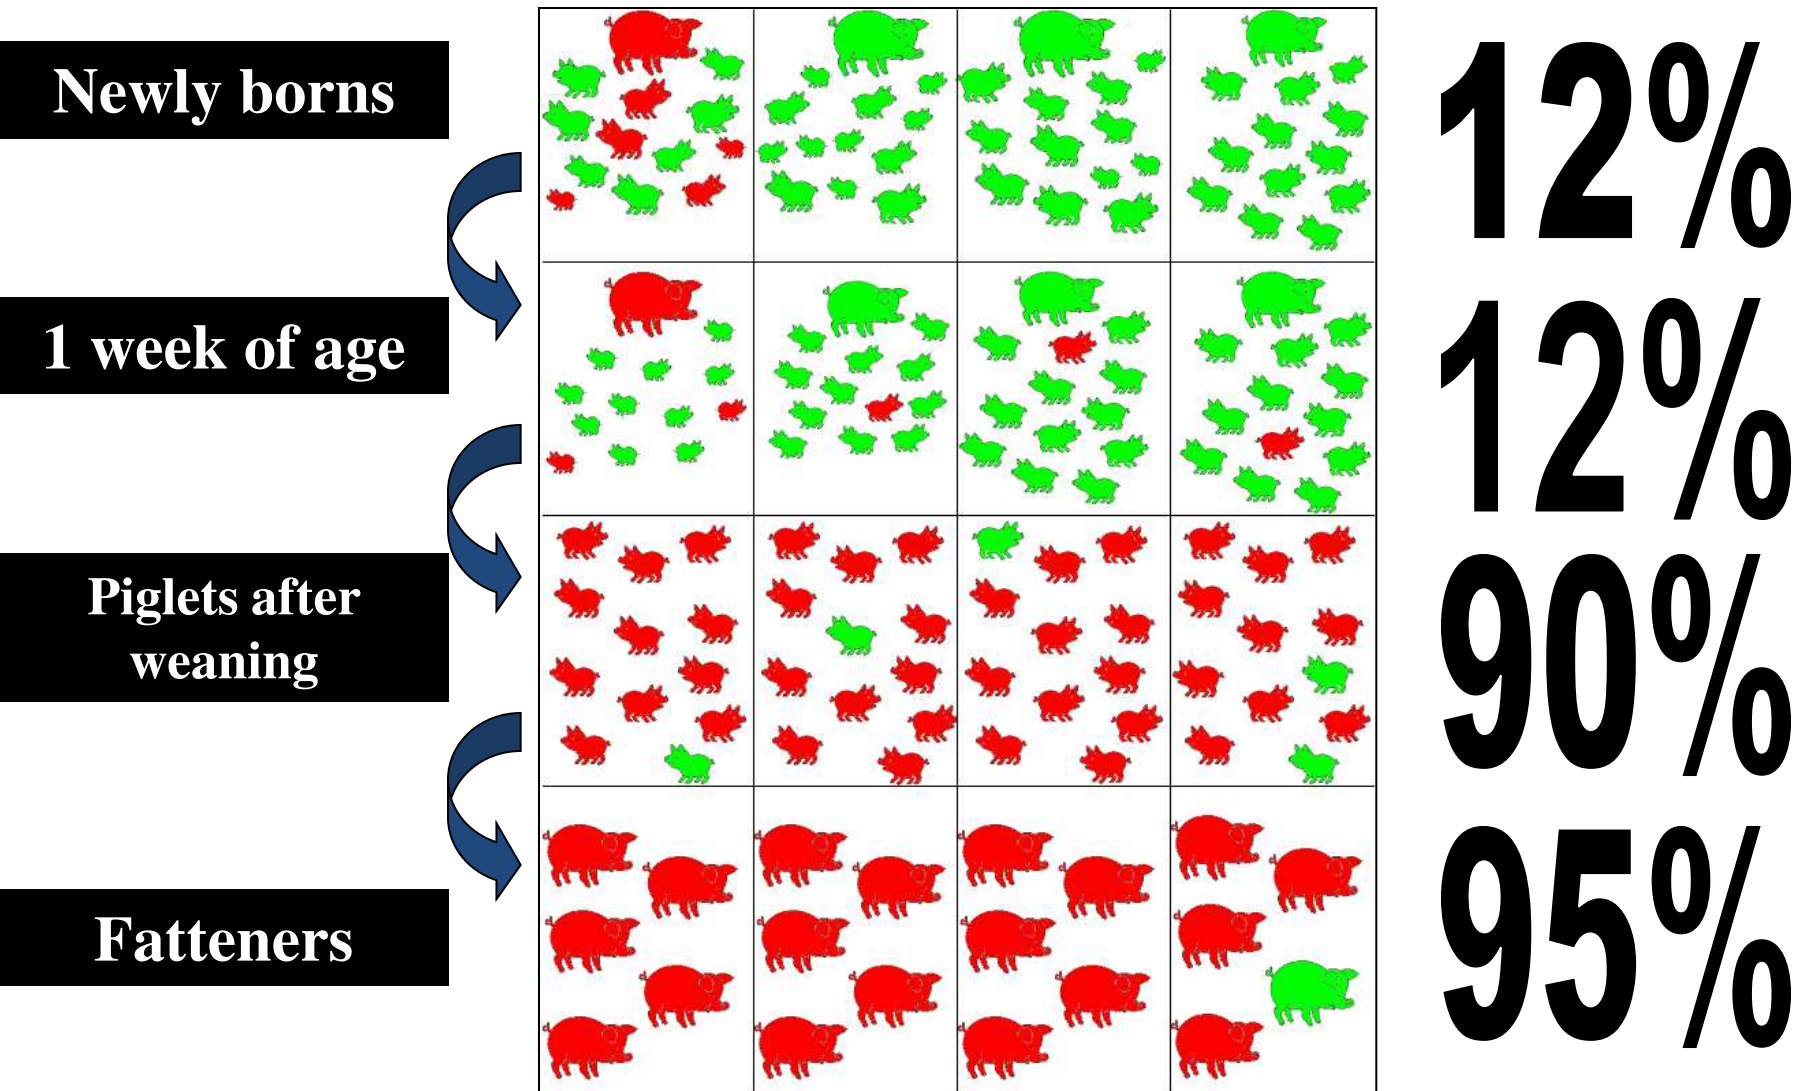 Newly borns
12%
1 week of age
12%
Piglets after
weaning
90%
Fatteners
95%